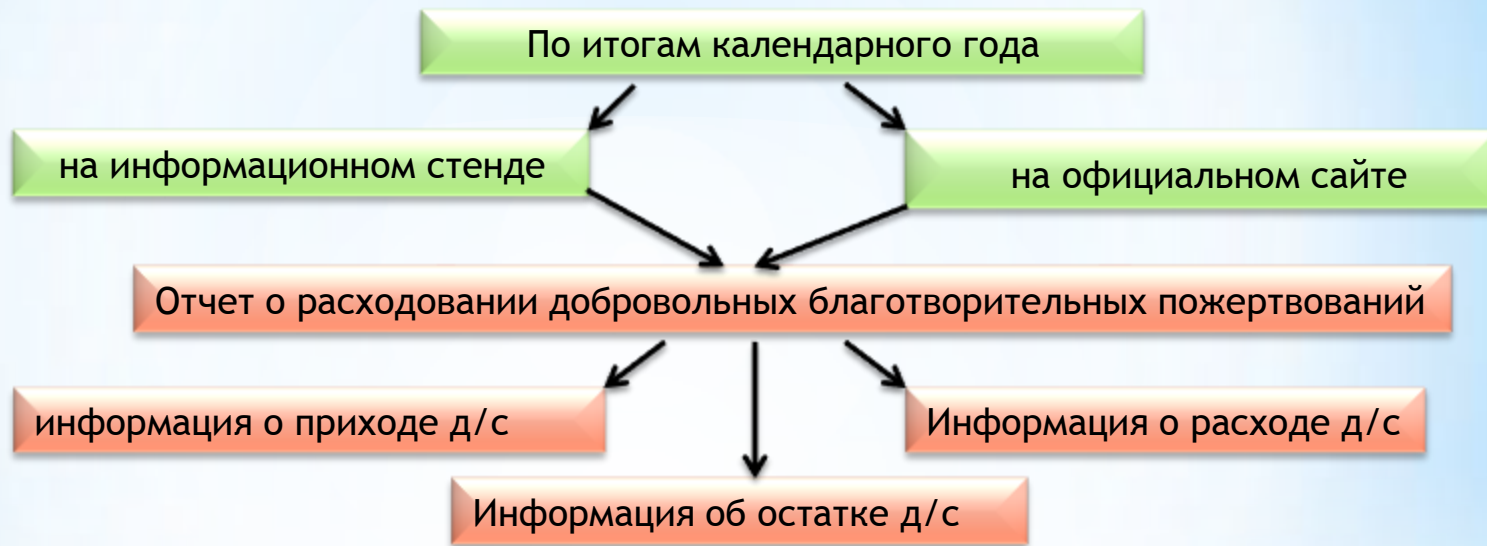 По итогам календарного года
на информационном стенде
на официальном сайте
Отчет о расходовании добровольных благотворительных пожертвований
информация о приходе д/с
Информация о расходе д/с
Информация об остатке д/с